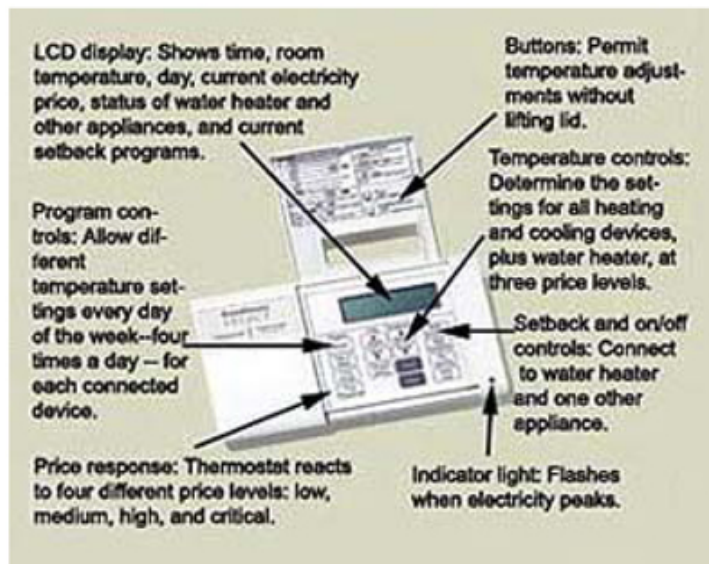 LCD display: Shows time, room
temperature, day, current electricity
price, status of water heater and
other appliances, and current
setback programs.
Buttons: Permit
temperature adjust-
ments without
lifting lid.
Temperature controls:
Determine the set-
tings for all heating
and cooling devices,
plus water heater, at
three price levels.
Program con-
trols: Allow dif-
ferent
temperature set-
tings every day
of the week--four
times a day -- for
each connected
device.
Setback and on/off
controls: Connect
to water heater
and one other
appliance.
Price response: Thermostat reacts
to four different price levels: low,
medium, high, and critical.
Indicator light: Flashes
when electricity peaks.